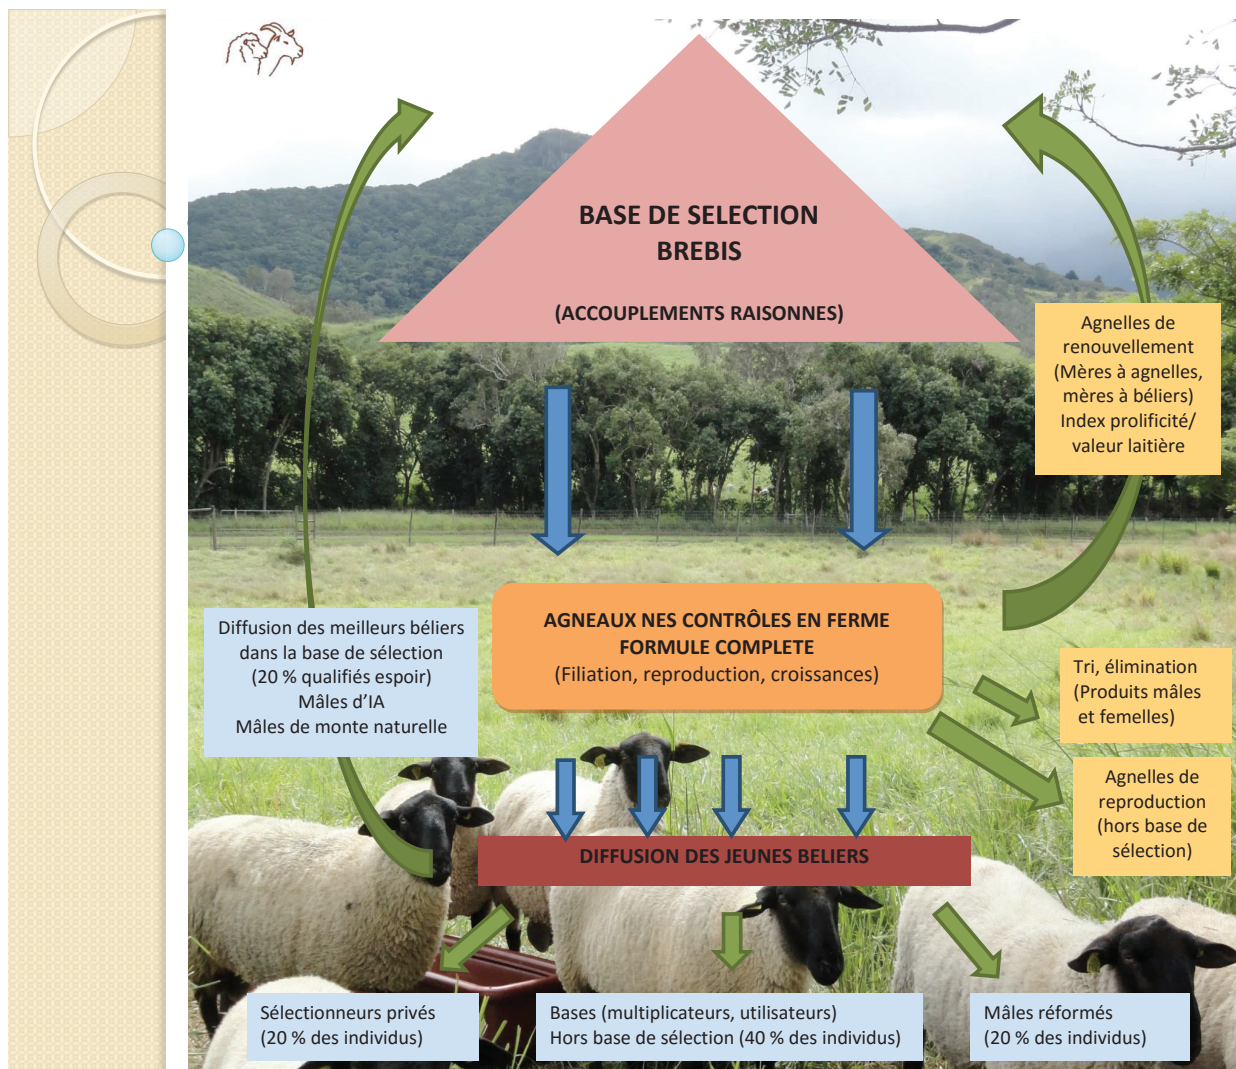 BASE DE SELECTION
BREBIS
(ACCOUPLEMENTS RAISONNES)
Agnelles de
renouvellement
(Mères à agnelles,
mères à béliers)
Index prolificité/
valeur laitière
AGNEAUX NES CONTRÔLES EN FERME
FORMULE COMPLETE
(Filiation, reproduction, croissances)
Diffusion des meilleurs béliers
dans la base de sélection
(20 % qualifiés espoir)
Mâles d'IA
Mâles de monte naturelle
Tri, élimination
(Produits mâles
et femelles)
Agnelles de
reproduction
(hors base de
sélection)
DIFFUSION DES JEUNES BELIERS
Sélectionneurs privés
(20 % des individus)
Bases (multiplicateurs, utilisateurs)
Hors base de sélection (40 % des individus)
Mâles réformés
(20 % des individus)